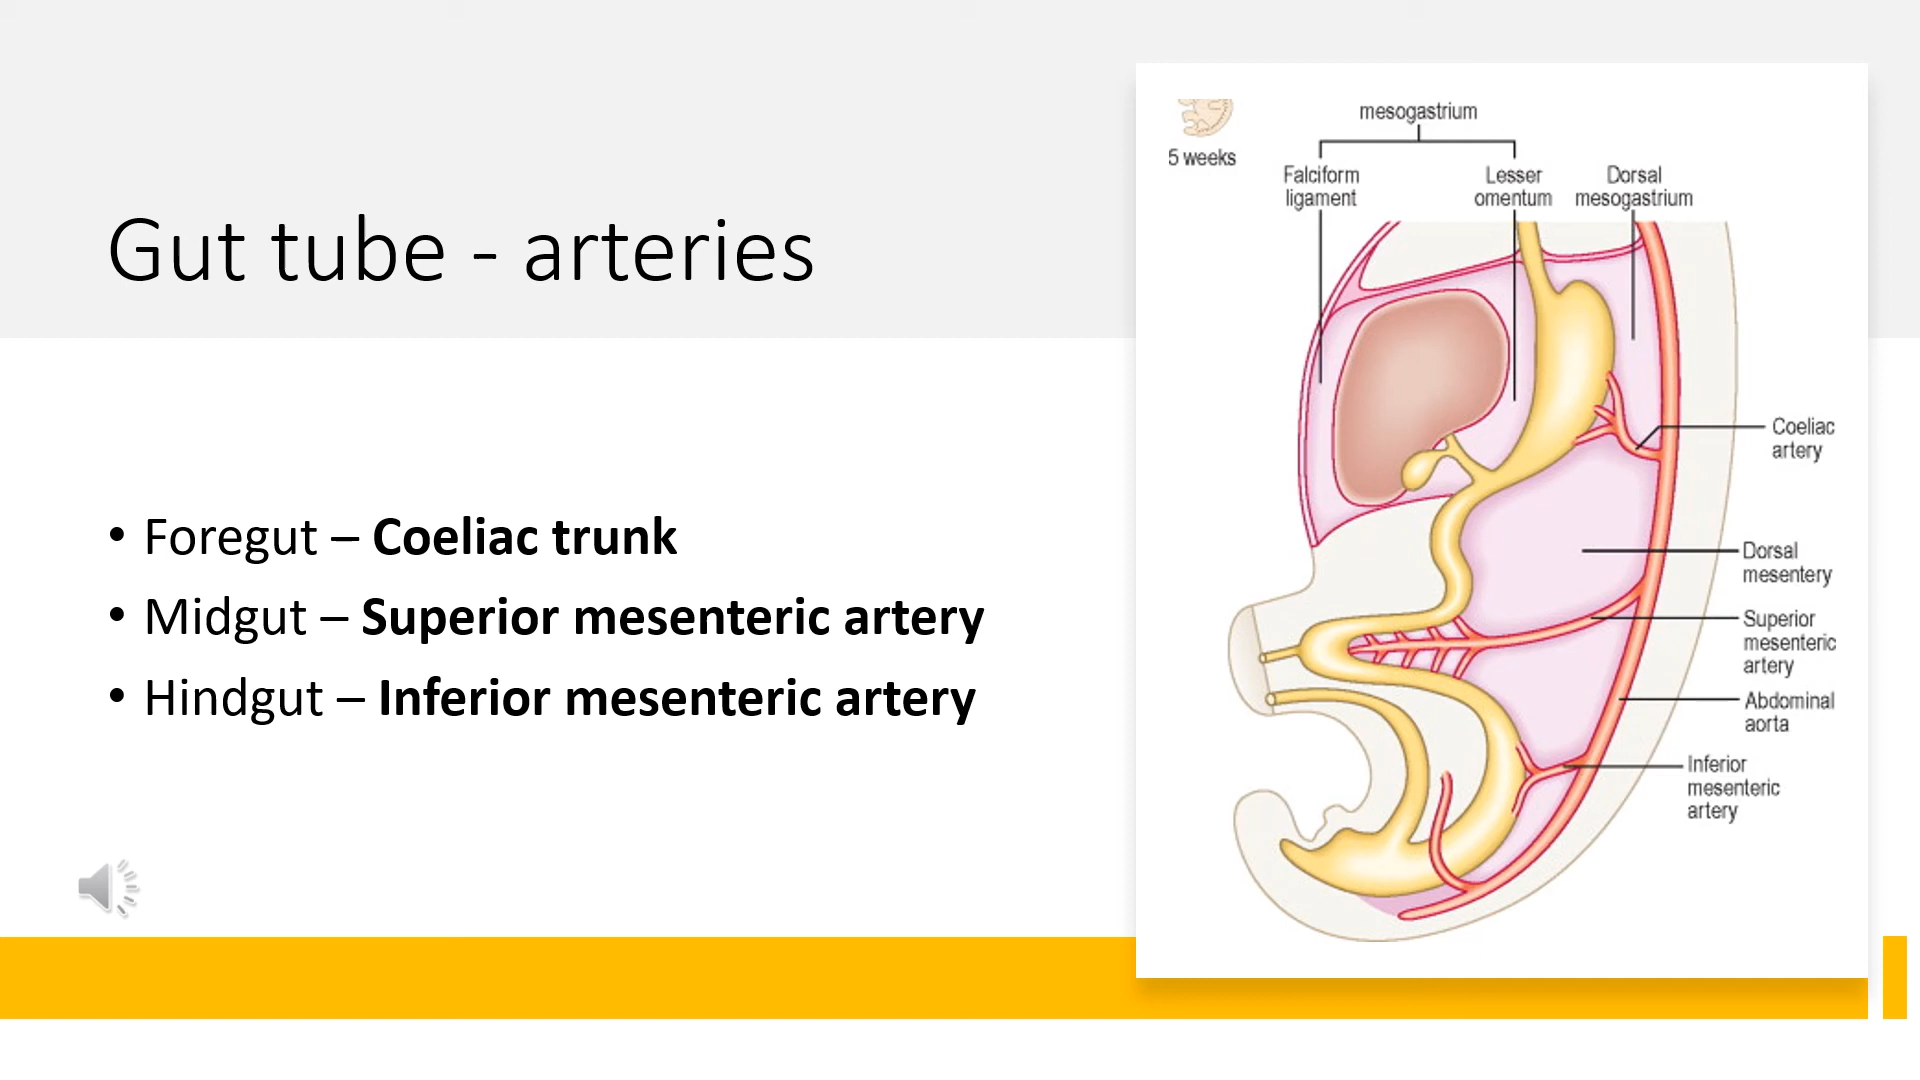 Gut tube - arteries
• Foregut – Coeliac trunk
• Midgut – Superior mesenteric artery
• Hindgut – Inferior mesenteric artery
5 weeks
mesogastrium
Falciform
ligament
Lesser
omentum
Dorsal
mesogastrium
Coeliac
artery
Dorsal
mesentery
Superior
mesenteric
artery
Abdominal
aorta
Inferior
mesenteric
artery